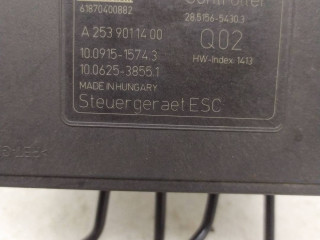 Controller
61870400882
28.5156-5430.3
A 253 901 14 00
Q02
10.0915-1574.3
HW-Index: 1413
10.0625-3855.1
MADE IN HUNGARY
Steuergeraet ESC